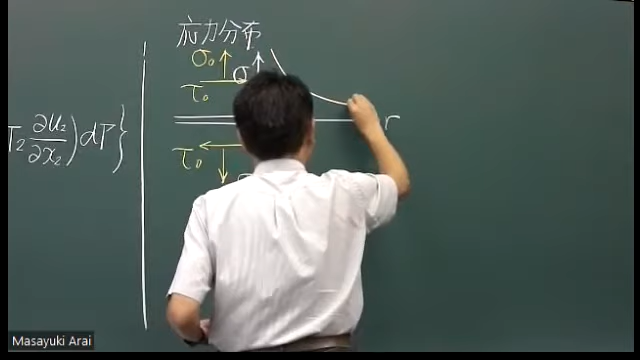 応力分布
σ₀ σ
τ₀
r
τ₀
T₂ ∂u₂/∂x₂ ) dΓ }
Masayuki Arai